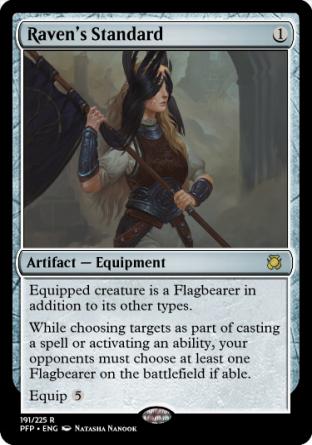 Raven's Standard 1
Artifact — Equipment
Equipped creature is a Flagbearer in
addition to its other types.
While choosing targets as part of casting
a spell or activating an ability, your
opponents must choose at least one
Flagbearer on the battlefield if able.
Equip 5
191/225 R
PFP • ENG Natasha Nanook